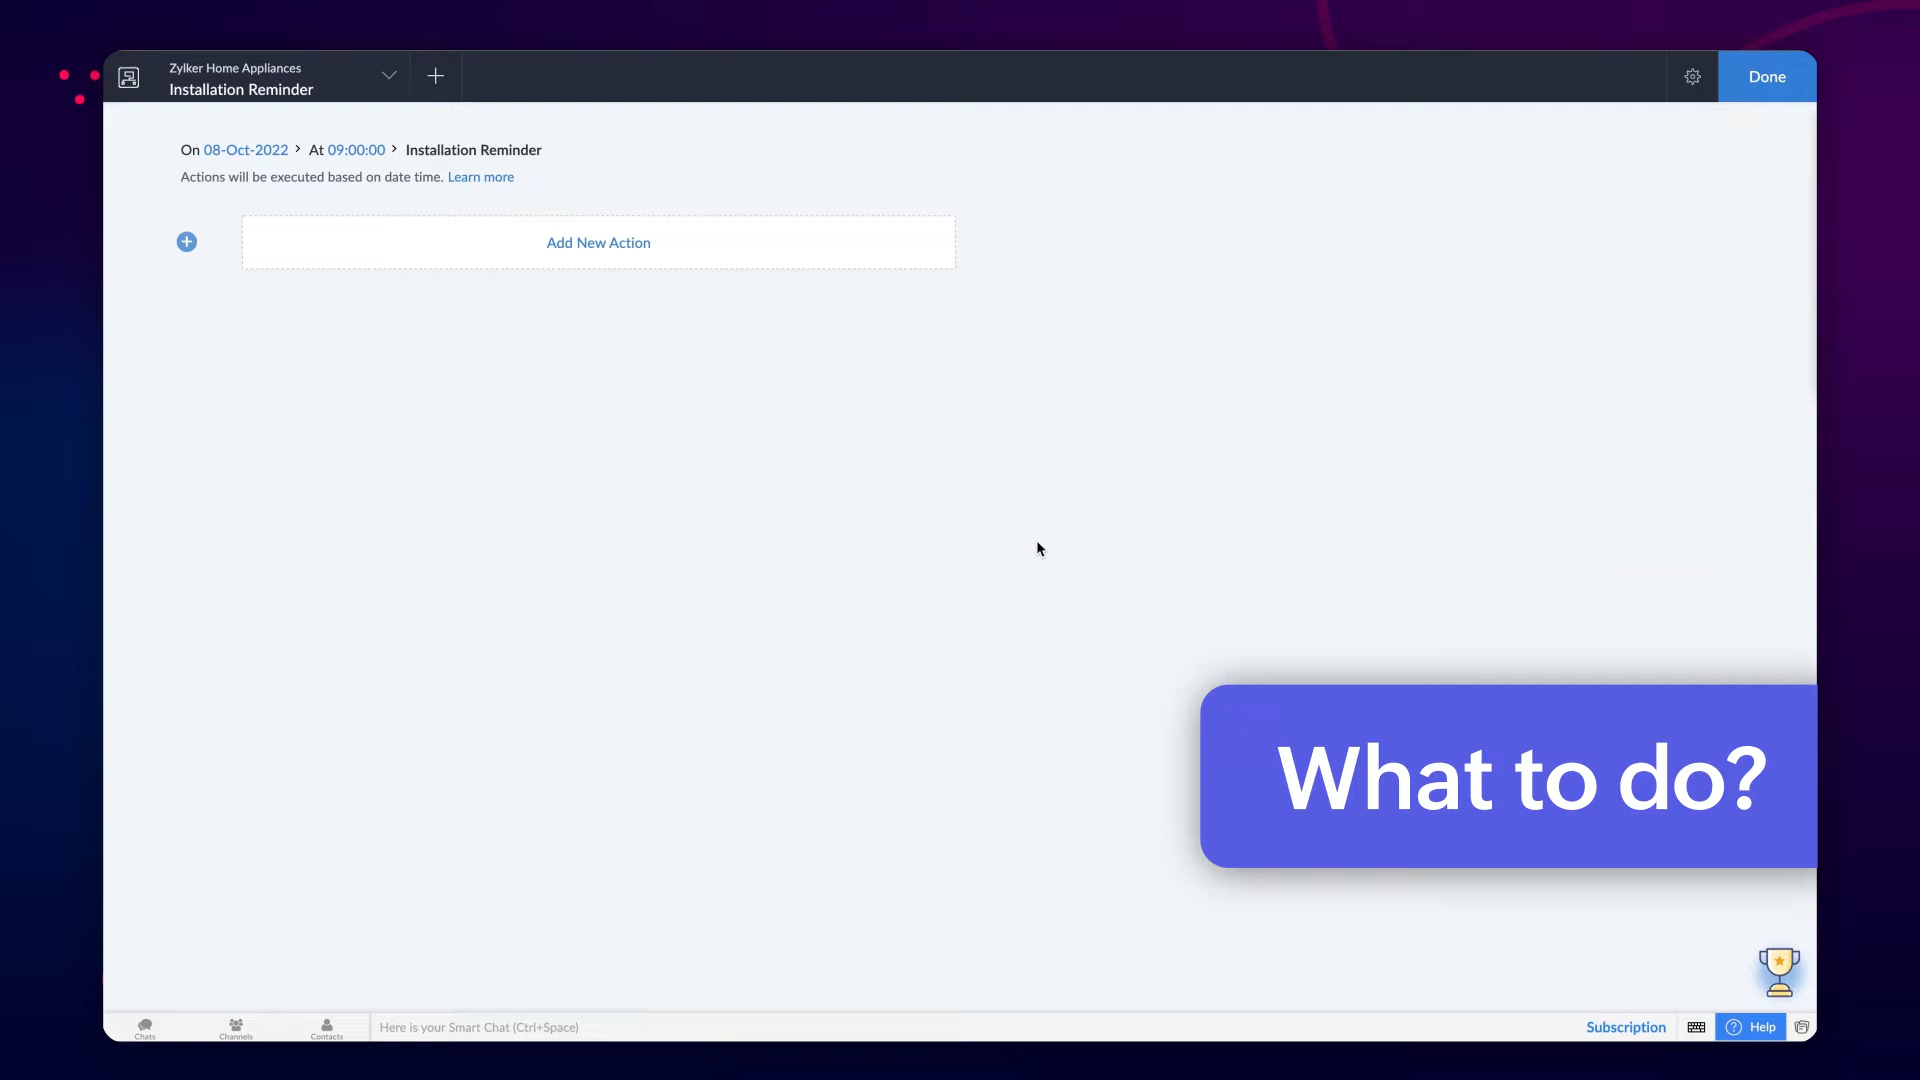 Zylker Home Appliances
Installation Reminder
Done
On 08-Oct-2022 > At 09:00:00 > Installation Reminder
Actions will be executed based on date time. Learn more
Add New Action
What to do?
Chats
Channels
Contacts
Here is your Smart Chat (Ctrl+Space)
Subscription
Help